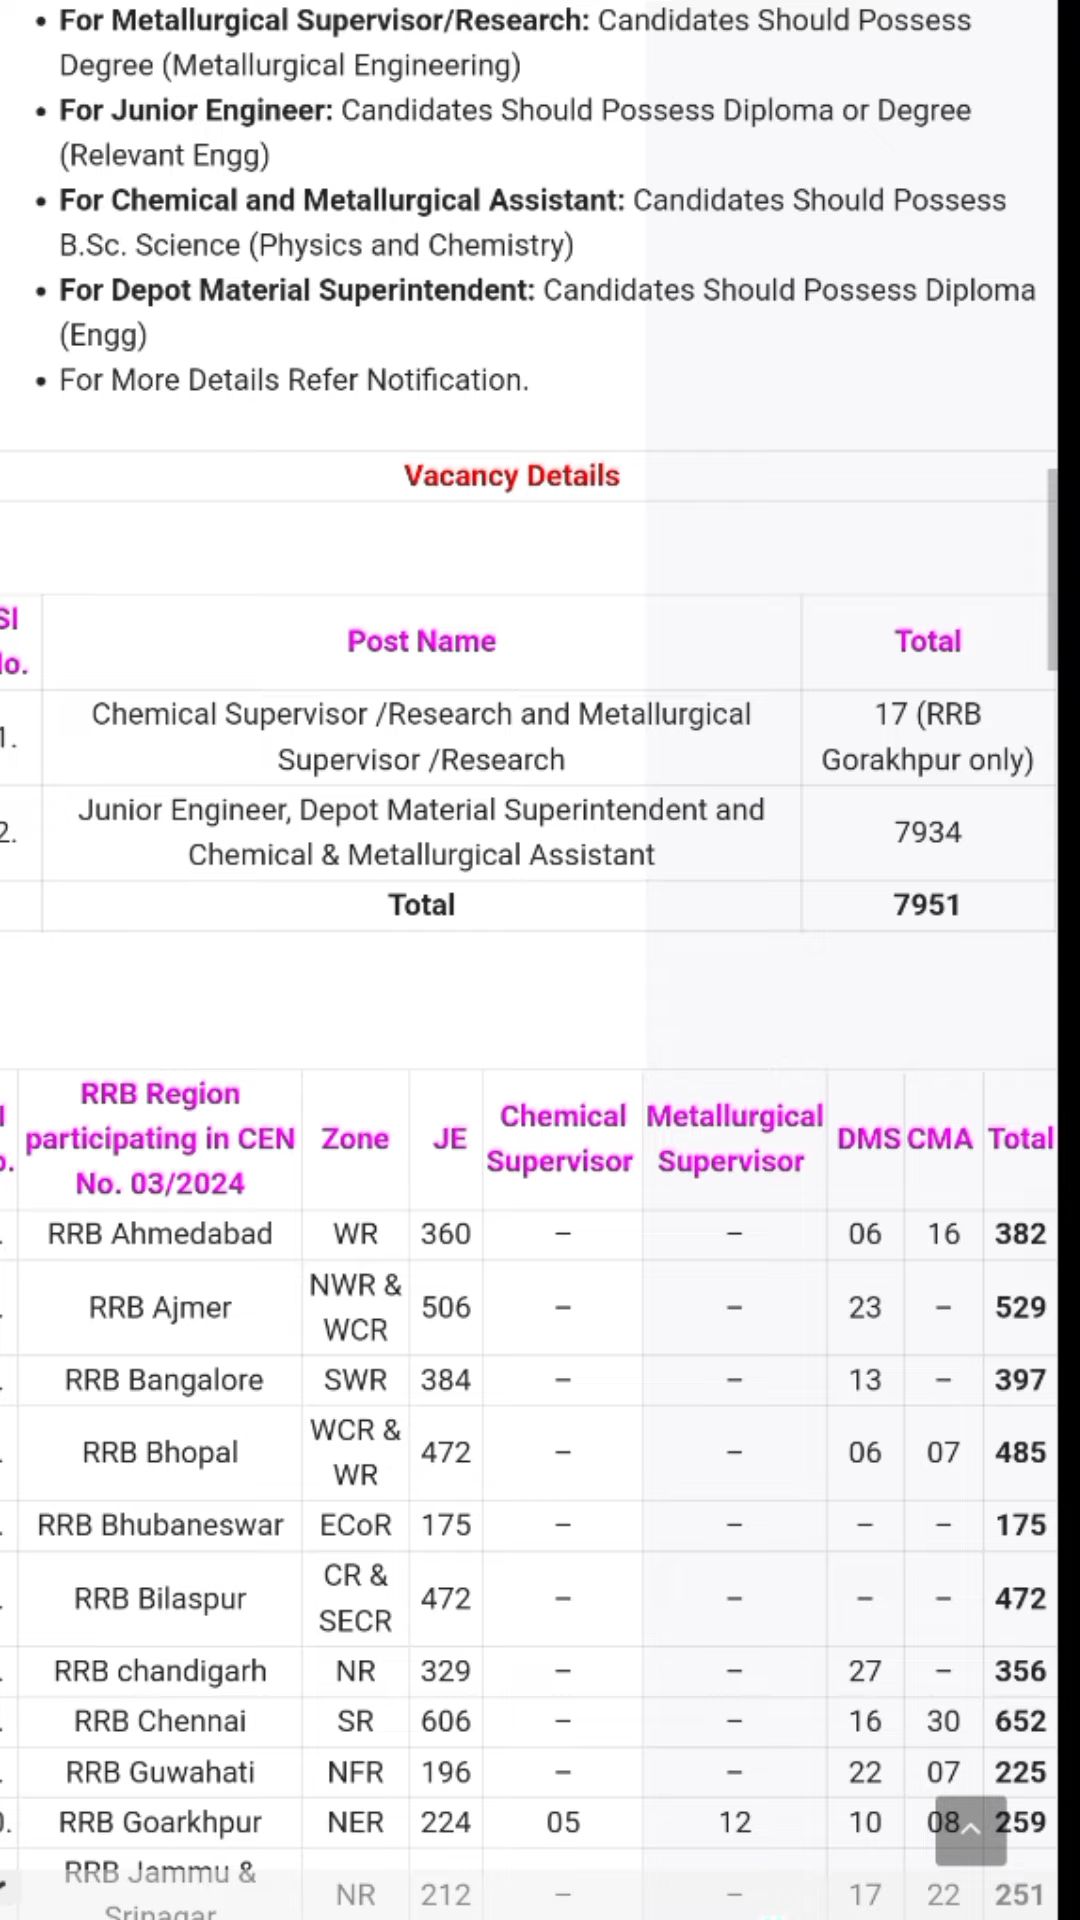 • For Metallurgical Supervisor/Research: Candidates Should Possess
Degree (Metallurgical Engineering)
• For Junior Engineer: Candidates Should Possess Diploma or Degree
(Relevant Engg)
• For Chemical and Metallurgical Assistant: Candidates Should Possess
B.Sc. Science (Physics and Chemistry)
• For Depot Material Superintendent: Candidates Should Possess Diploma
(Engg)
• For More Details Refer Notification.
Vacancy Details
Sl No. Post Name Total
1. Chemical Supervisor /Research and Metallurgical Supervisor /Research 17 (RRB Gorakhpur only)
2. Junior Engineer, Depot Material Superintendent and Chemical & Metallurgical Assistant 7934
Total 7951
RRB Region participating in CEN No. 03/2024 Zone JE Chemical Supervisor Metallurgical Supervisor DMS CMA Total
RRB Ahmedabad WR 360 – – 06 16 382
RRB Ajmer NWR & WCR 506 – – 23 – 529
RRB Bangalore SWR 384 – – 13 – 397
RRB Bhopal WCR & WR 472 – – 06 07 485
RRB Bhubaneswar ECoR 175 – – – – 175
RRB Bilaspur CR & SECR 472 – – – – 472
RRB chandigarh NR 329 – – 27 – 356
RRB Chennai SR 606 – – 16 30 652
RRB Guwahati NFR 196 – – 22 07 225
RRB Goarkhpur NER 224 05 12 10 08 259
RRB Jammu & Srinagar NR 212 – – 17 22 251